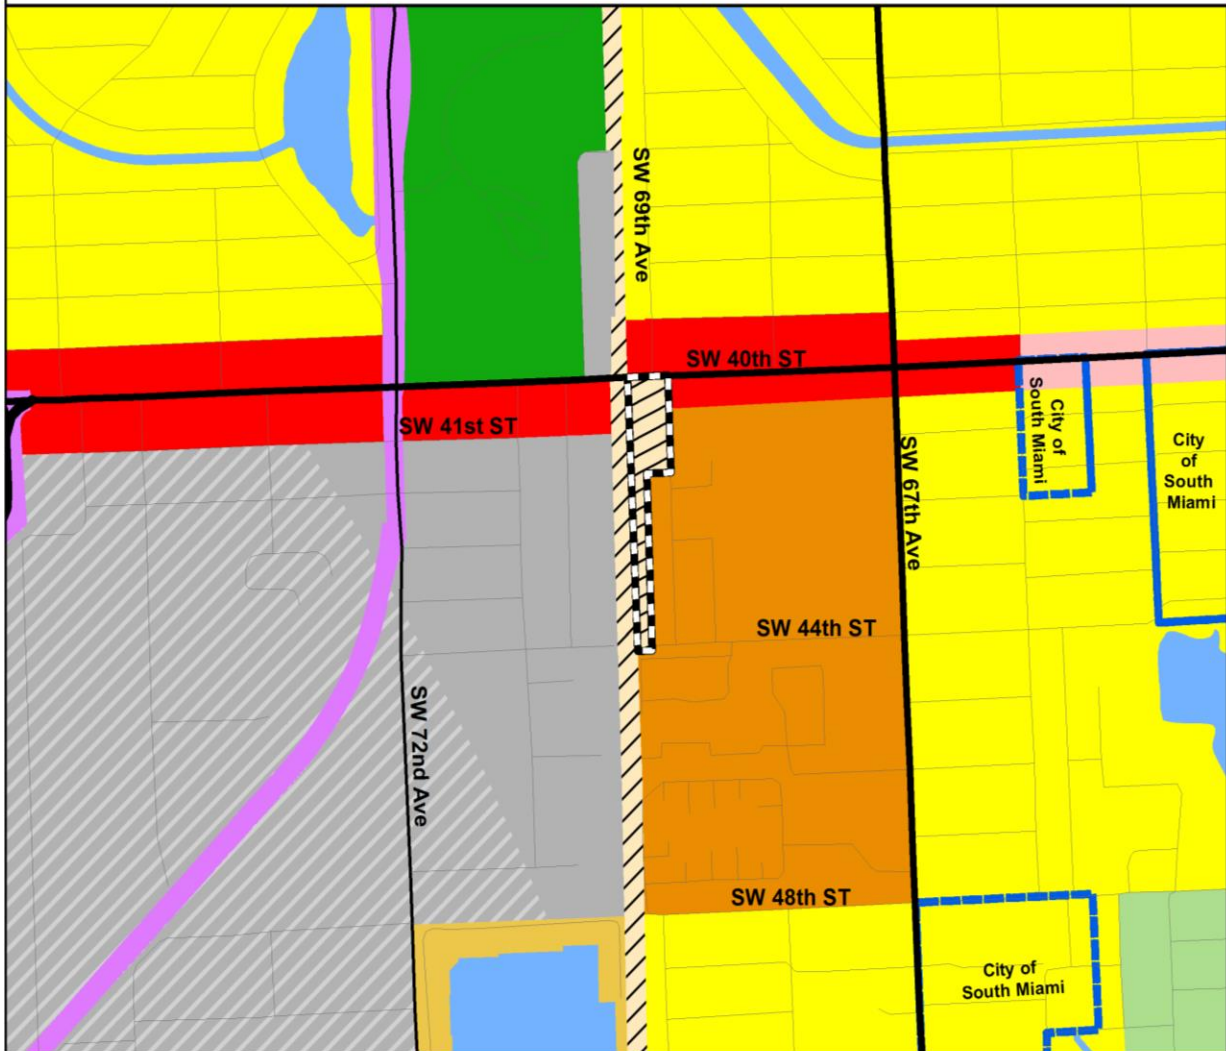 SW 69th Ave
SW 40th ST
SW 41st ST
City of
South Miami
City
of
South
Miami
SW 67th Ave
SW 44th ST
SW 72nd Ave
SW 48th ST
City of
South Miami